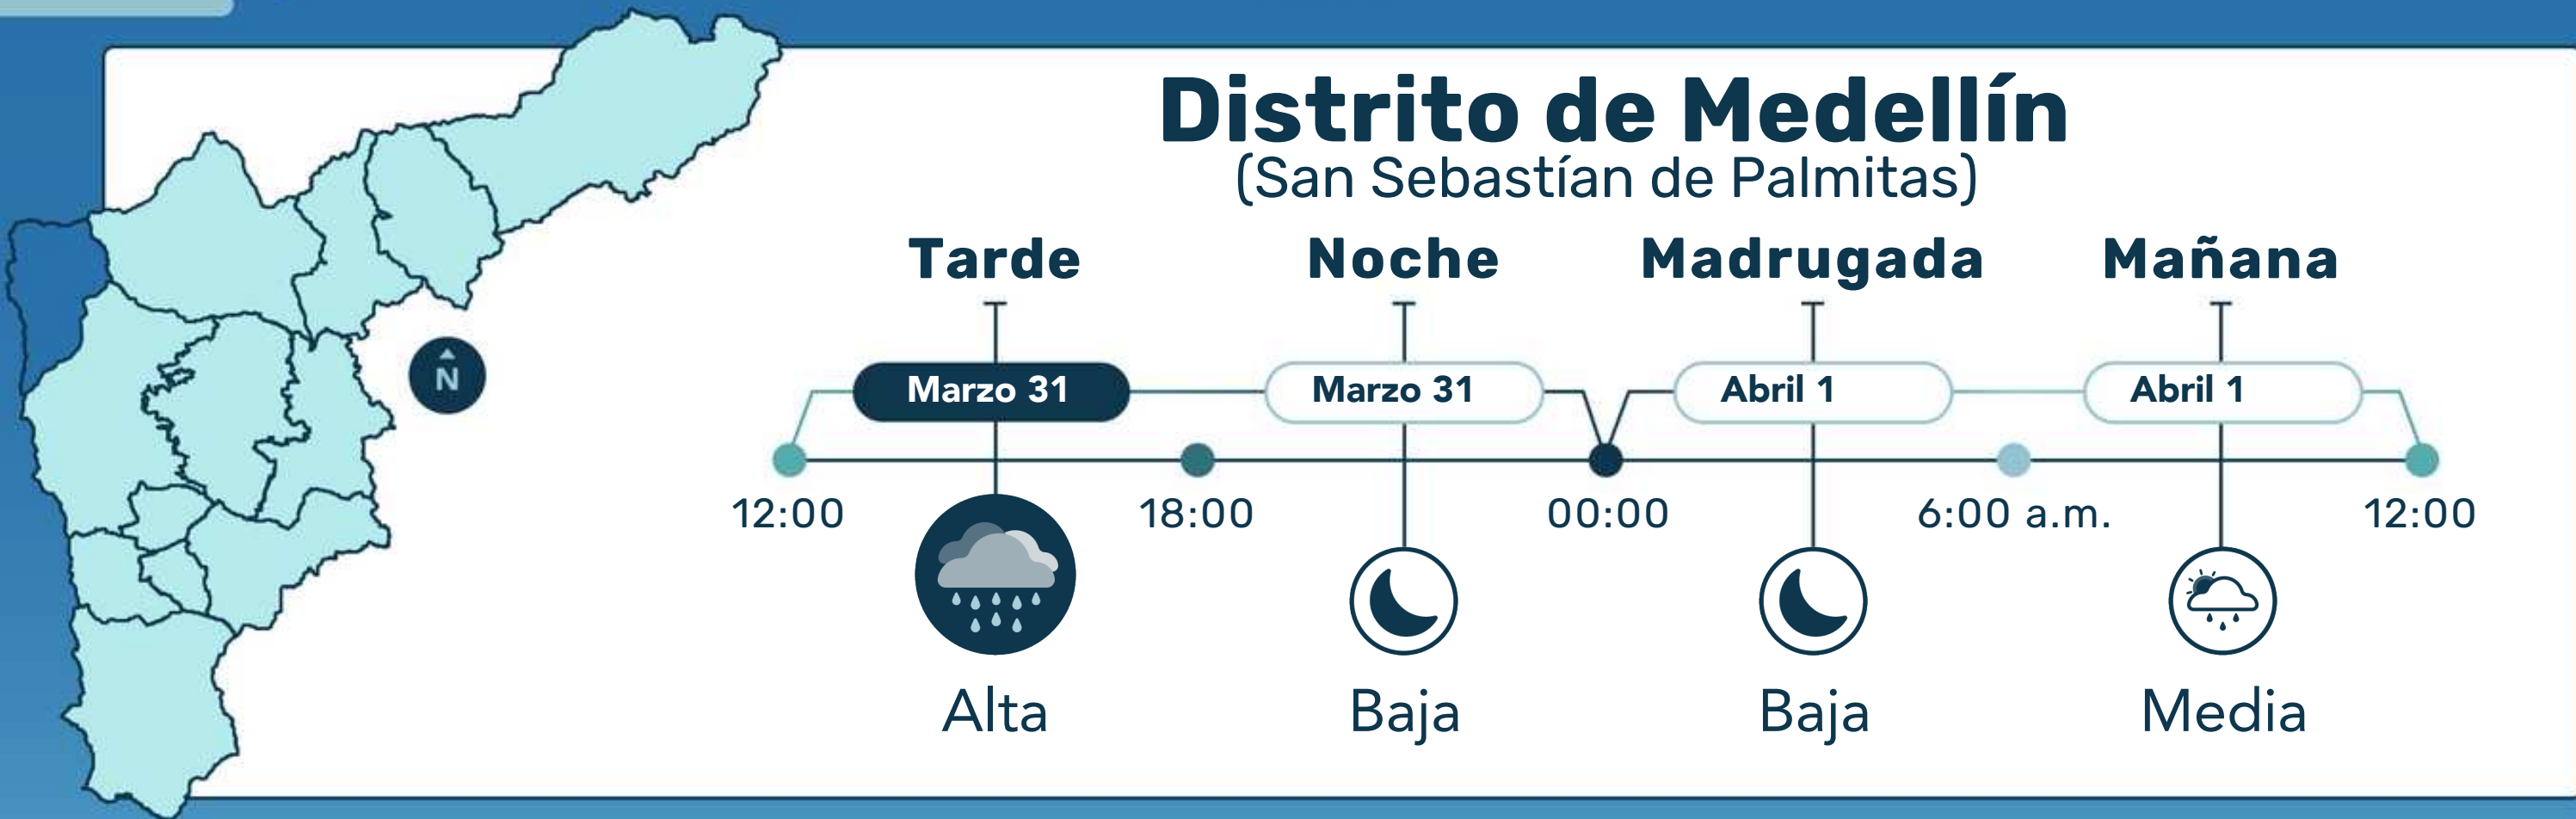 Distrito de Medellín
(San Sebastían de Palmitas)
Tarde Noche Madrugada Mañana
N
Marzo 31 Marzo 31 Abril 1 Abril 1
12:00 18:00 00:00 6:00 a.m. 12:00
Alta Baja Baja Media